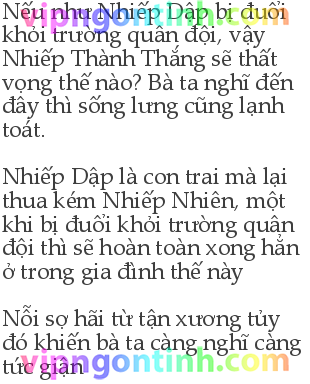 Nếu như Nhiếp Dập bị đuổi
khỏi trường quân đội, vậy
Nhiếp Thành Thắng sẽ thất
vọng thế nào? Bà ta nghĩ đến
đây thì sống lưng cũng lạnh
toát.
Nhiếp Dập là con trai mà lại
thua kém Nhiếp Nhiên, một
khi bị đuổi khỏi trường quân
đội thì sẽ hoàn toàn xong hẳn
ở trong gia đình thế này
Nỗi sợ hãi từ tận xương tủy
đó khiến bà ta càng nghĩ càng
tức giận
vipngontinh.com
vipngontinh.com